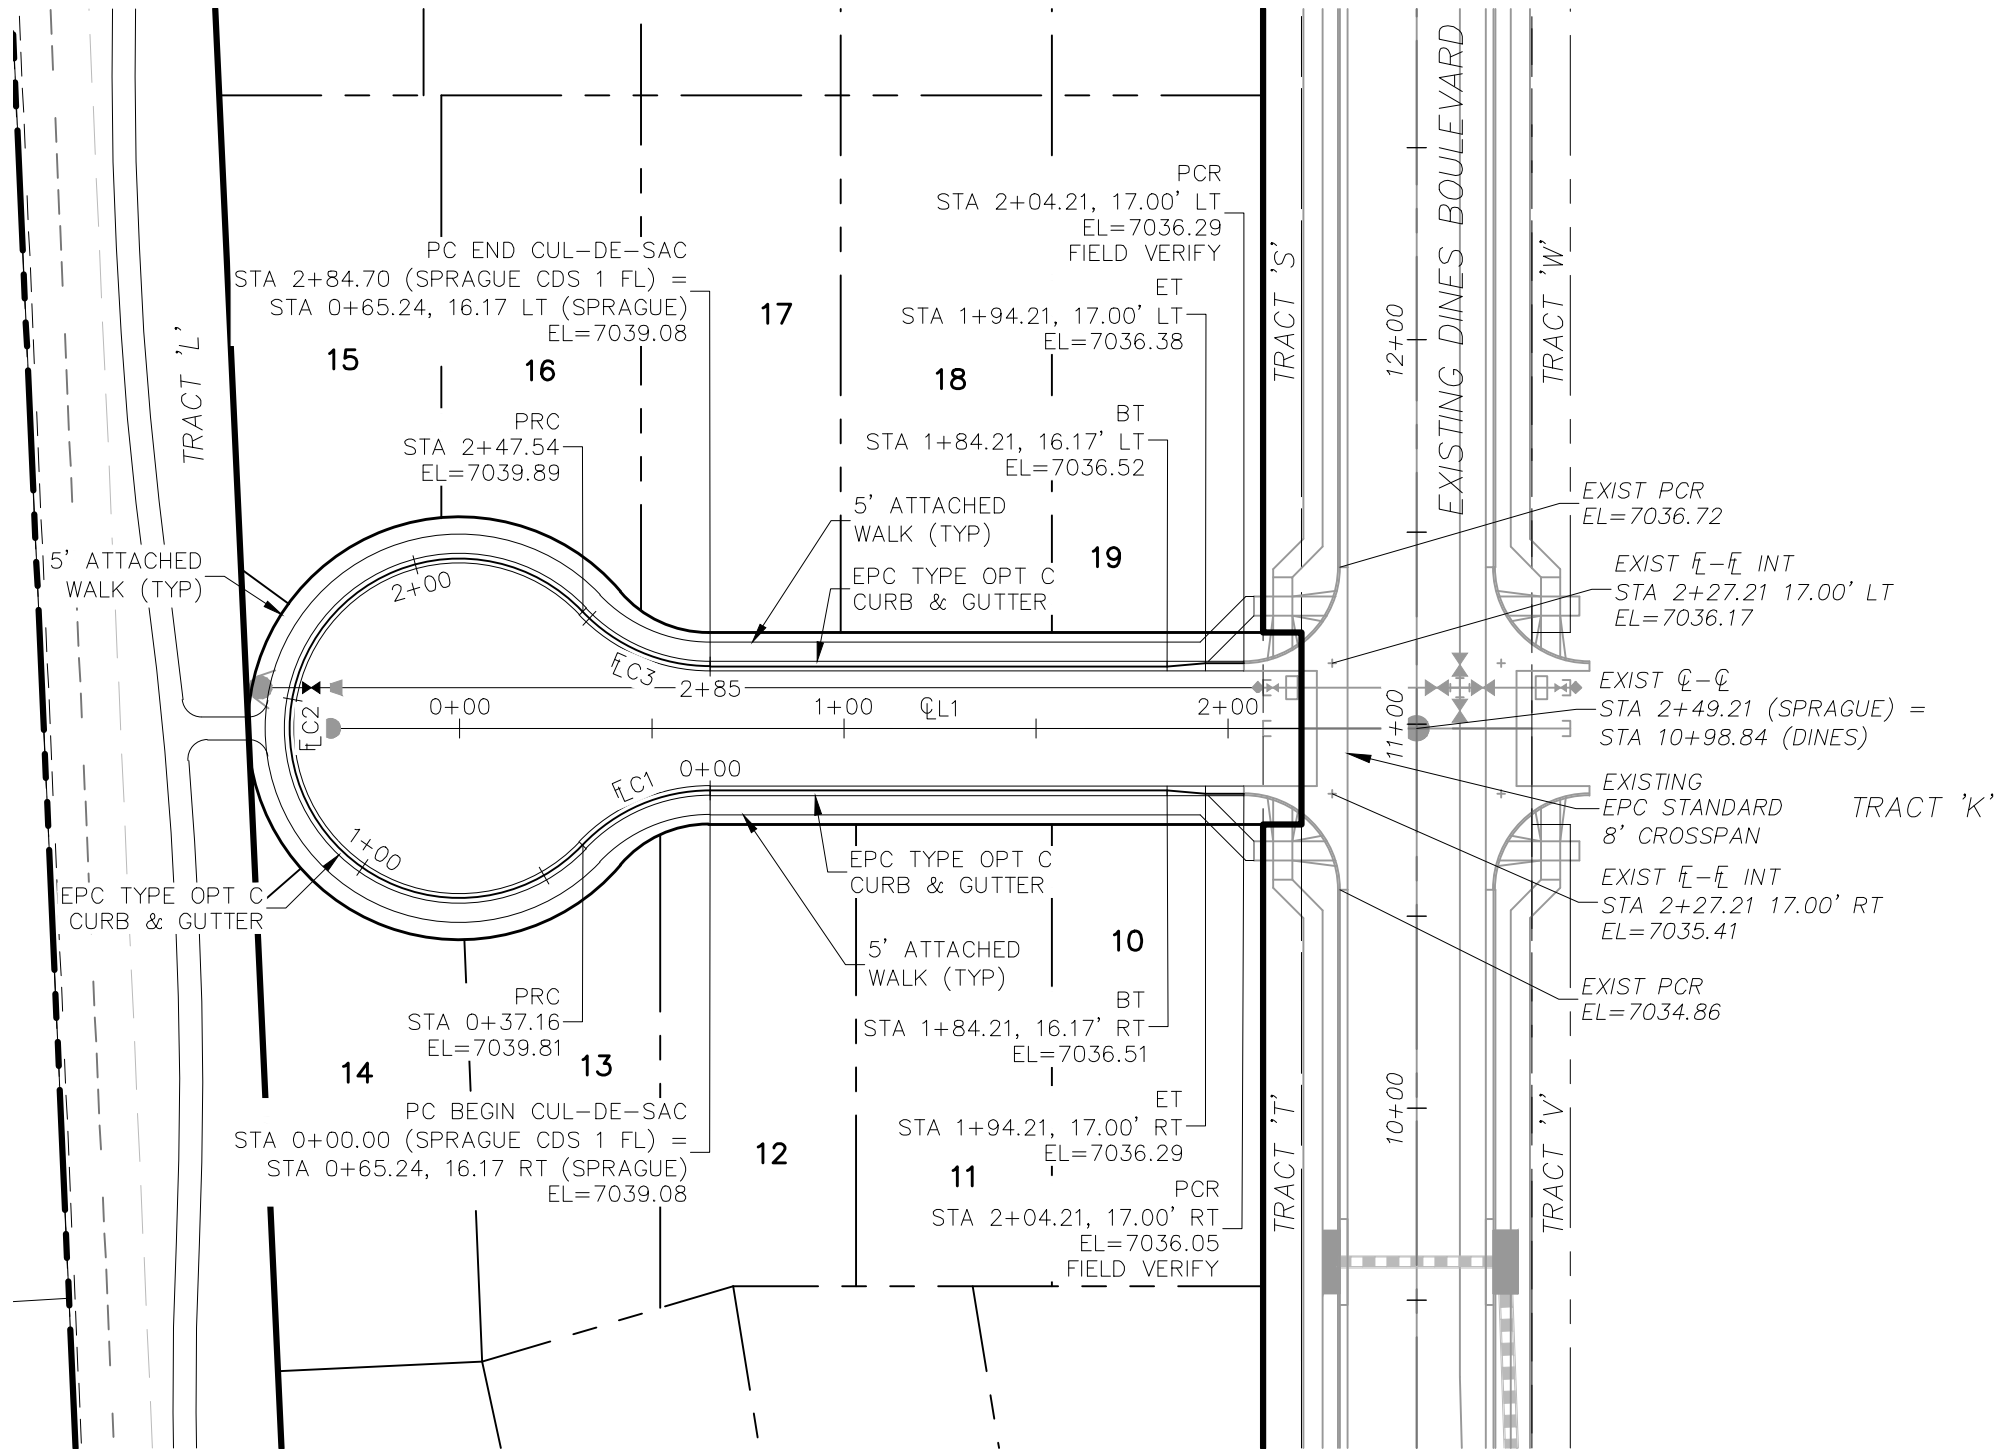 PCR
STA 2+04.21, 17.00' LT
EL=7036.29
FIELD VERIFY
PC END CUL-DE-SAC
STA 2+84.70 (SPRAGUE CDS 1 FL) =
STA 0+65.24, 16.17 LT (SPRAGUE)
EL=7039.08
ET
STA 1+94.21, 17.00' LT
EL=7036.38
BT
STA 1+84.21, 16.17' LT
EL=7036.52
PRC
STA 2+47.54
EL=7039.89
15
16
17
18
19
TRACT 'L'
TRACT 'S'
EXISTING DINES BOULEVARD
TRACT 'W'
12+00
5' ATTACHED
WALK (TYP)
5' ATTACHED
WALK (TYP)
EPC TYPE OPT C
CURB & GUTTER
EXIST PCR
EL=7036.72
EXIST FL-FL INT
STA 2+27.21 17.00' LT
EL=7036.17
EXIST CL-CL
STA 2+49.21 (SPRAGUE) =
STA 10+98.84 (DINES)
EXISTING
EPC STANDARD
8' CROSSPAN
TRACT 'K'
EXIST FL-FL INT
STA 2+27.21 17.00' RT
EL=7035.41
EXIST PCR
EL=7034.86
2+00
FLC3
2+85
0+00
1+00
CLL1
2+00
11+00
FLC2
FLC1
0+00
1+00
EPC TYPE OPT C
CURB & GUTTER
EPC TYPE OPT C
CURB & GUTTER
5' ATTACHED
WALK (TYP)
10
PRC
STA 0+37.16
EL=7039.81
BT
STA 1+84.21, 16.17' RT
EL=7036.51
14
13
12
11
PC BEGIN CUL-DE-SAC
STA 0+00.00 (SPRAGUE CDS 1 FL) =
STA 0+65.24, 16.17 RT (SPRAGUE)
EL=7039.08
ET
STA 1+94.21, 17.00' RT
EL=7036.29
PCR
STA 2+04.21, 17.00' RT
EL=7036.05
FIELD VERIFY
TRACT 'T'
10+00
TRACT 'V'